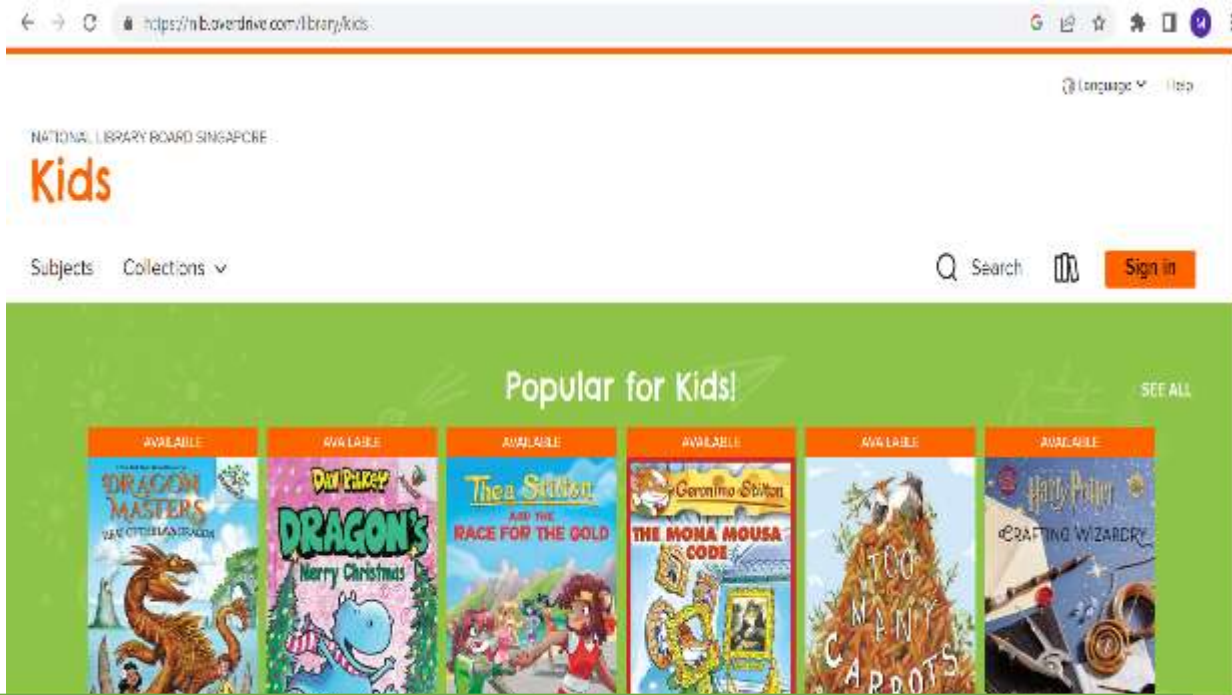 https://nlb.overdrive.com/library/kids
Language Help
NATIONAL LIBRARY BOARD SINGAPORE
Kids
Subjects Collections Search Sign in
Popular for Kids!
SEE ALL
AVAILABLE AVAILABLE AVAILABLE AVAILABLE AVAILABLE AVAILABLE
DRAGON MASTERS
DAV PILKEY
DRAGON'S
Merry Christmas
Thea Stilton
AND THE
RACE FOR THE GOLD
Geronimo Stilton
THE MONA MOUSA
CODE
TOO
MANY
CARROTS
Harry Potter
CRAFTING WIZARDRY